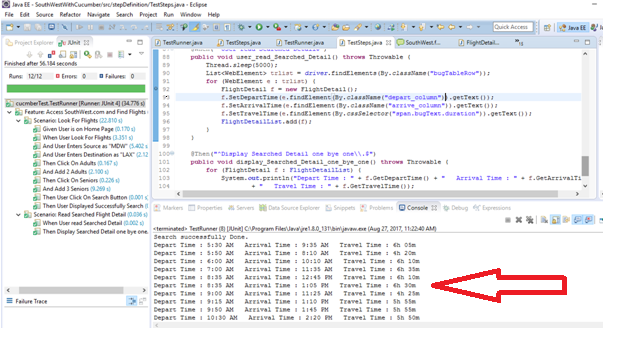 Java EE - SouthWestWithCucumber/src/stepDefinition/TestSteps.java - Eclipse
File Edit Source Refactor Navigate Search Project Run Window Help
Quick Access
Java EE
Project Explorer JUnit
TestRunner.java TestSteps.java TestRunner.java TestSteps.java SouthWest.f... FlightDetail...
Finished after 56.184 seconds
Runs: 12/12 Errors: 0 Failures: 0
cucmberTest.TestRunner [Runner: JUnit 4] (34.776 s)
Feature: Access SouthWest.com and Find Flights
Scenario: Look For Flights (22.810 s)
Given User is on Home Page (0.170 s)
When User Look For Flights (3.351 s)
And User Enters Source as "MDW" (5.402 s
And User Enters Destination as "LAX" (2.12
Then Click On Adults (0.167 s)
And Add 2 Adults (2.100 s)
Then Click On Seniors (0.226 s)
And Add 3 Seniors (9.269 s)
Then User Click On Search Button (0.001 s
Then User Displayed Successfully Search (
Scenario: Read Searched Flight Detail (0.036 s)
When User read Searched Detail (0.002 s)
Then Display Searched Detail one bye one.
Failure Trace
89 public void user_read_Searched_Detail() throws Throwable {
90 Thread.sleep(5000);
91 List<WebElement> trlist = driver.findElements(By.className("bugTableRow"));
for (WebElement e : trlist) {
FlightDetail f = new FlightDetail();
f.SetDepartTime(e.findElement(By.className("depart_column")).getText());
f.SetArrivalTime(e.findElement(By.className("arrive_column")).getText());
f.SetTravelTime(e.findElement(By.cssSelector("span.bugText.duration")).getText());
FlightDetailList.add(f);
98 }
99 }
100 @Then("^Display Searched Detail one bye one\\.$")
101 public void display_Searched_Detail_one_bye_one() throws Throwable {
102 for (FlightDetail f : FlightDetailList) {
103 System.out.println("Depart Time : " + f.GetDepartTime() + " Arrival Time : " + f.GetArrivalTi
104 + " Travel Time : " + f.GetTravelTime());
Markers Properties Servers Data Source Explorer Snippets Problems Console Debug Expressions
<terminated> TestRunner (8) [JUnit] C:\Program Files\Java\jre1.8.0_131\bin\javaw.exe (Aug 27, 2017, 11:22:40 AM)
Search successfully Done.
Depart Time : 5:30 AM Arrival Time : 9:35 AM Travel Time : 6h 05m
Depart Time : 5:50 AM Arrival Time : 8:10 AM Travel Time : 4h 20m
Depart Time : 6:00 AM Arrival Time : 10:10 AM Travel Time : 6h 10m
Depart Time : 7:00 AM Arrival Time : 11:35 AM Travel Time : 6h 35m
Depart Time : 8:35 AM Arrival Time : 12:45 PM Travel Time : 6h 10m
Depart Time : 8:35 AM Arrival Time : 1:05 PM Travel Time : 6h 30m
Depart Time : 9:00 AM Arrival Time : 11:25 AM Travel Time : 4h 25m
Depart Time : 9:15 AM Arrival Time : 1:10 PM Travel Time : 5h 55m
Depart Time : 9:50 AM Arrival Time : 1:45 PM Travel Time : 5h 55m
Depart Time : 10:30 AM Arrival Time : 2:20 PM Travel Time : 5h 50m